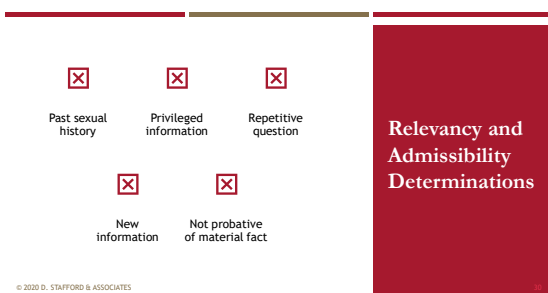 Past sexual
history
Privileged
information
Repetitive
question
New
information
Not probative
of material fact
Relevancy and
Admissibility
Determinations
© 2020 D. STAFFORD & ASSOCIATES